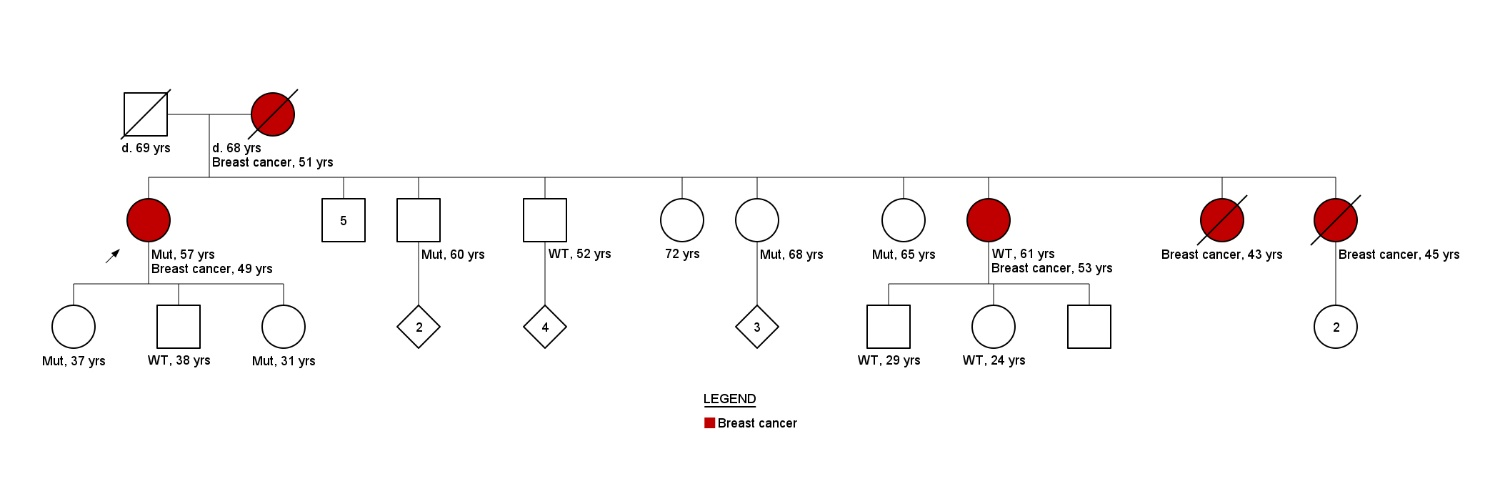 d. 69 yrs
d. 68 yrs
Breast cancer, 51 yrs
5
Mut, 57 yrs
Breast cancer, 49 yrs
Mut, 60 yrs
WT, 52 yrs
72 yrs
Mut, 68 yrs
Mut, 65 yrs
WT, 61 yrs
Breast cancer, 53 yrs
Breast cancer, 43 yrs
Breast cancer, 45 yrs
2
4
3
2
Mut, 37 yrs
WT, 38 yrs
Mut, 31 yrs
WT, 29 yrs
WT, 24 yrs
LEGEND
Breast cancer